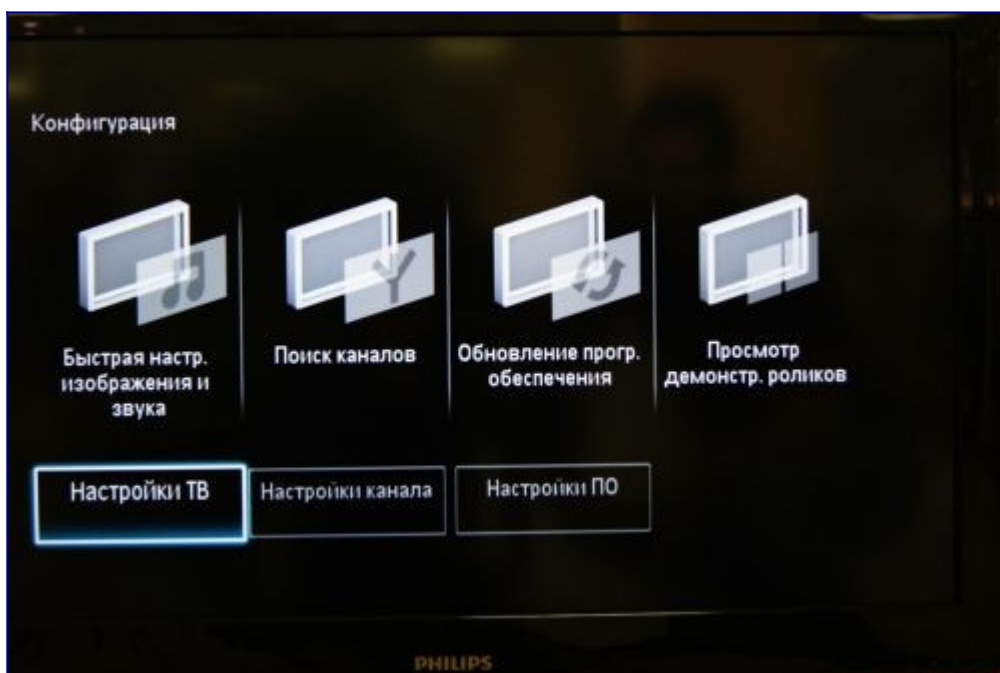 Конфигурация
Быстрая настр.
изображения и
звука
Поиск каналов
Обновление прогр.
обеспечения
Просмотр
демонстр. роликов
Настройки ТВ
Настройки канала
Настройки ПО
PHILIPS